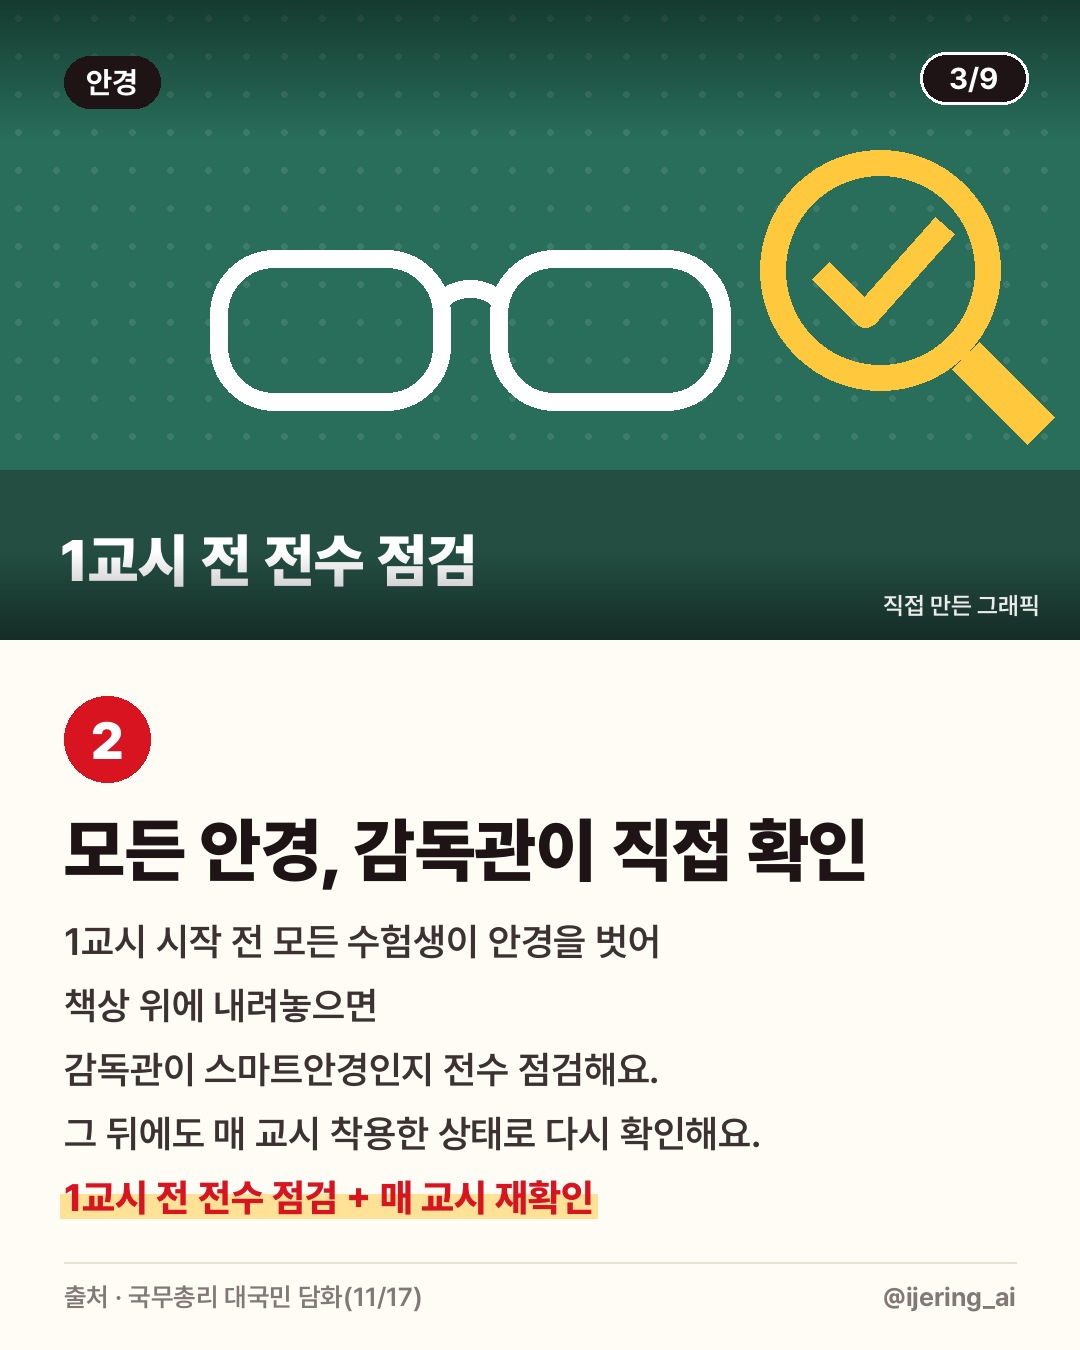 안경
3/9
1교시 전 전수 점검
직접 만든 그래픽
2
모든 안경, 감독관이 직접 확인
1교시 시작 전 모든 수험생이 안경을 벗어
책상 위에 내려놓으면
감독관이 스마트안경인지 전수 점검해요.
그 뒤에도 매 교시 착용한 상태로 다시 확인해요.
1교시 전 전수 점검 + 매 교시 재확인
출처 · 국무총리 대국민 담화(11/17)
@ijering_ai